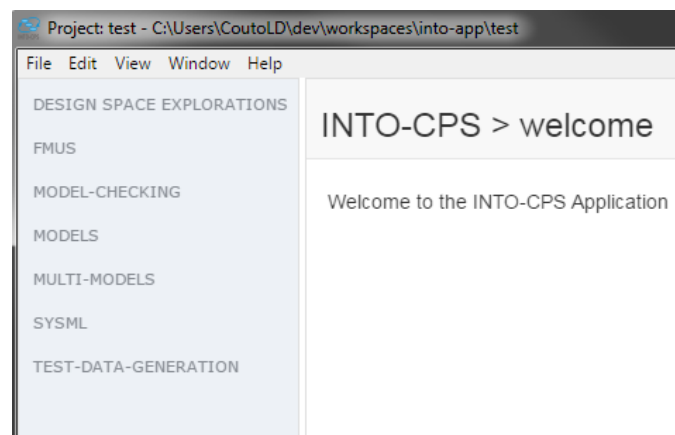 Project: test - C:\Users\CoutoLD\dev\workspaces\into-app\test
File Edit View Window Help
DESIGN SPACE EXPLORATIONS
FMUS
MODEL-CHECKING
MODELS
MULTI-MODELS
SYSML
TEST-DATA-GENERATION
INTO-CPS > welcome
Welcome to the INTO-CPS Application